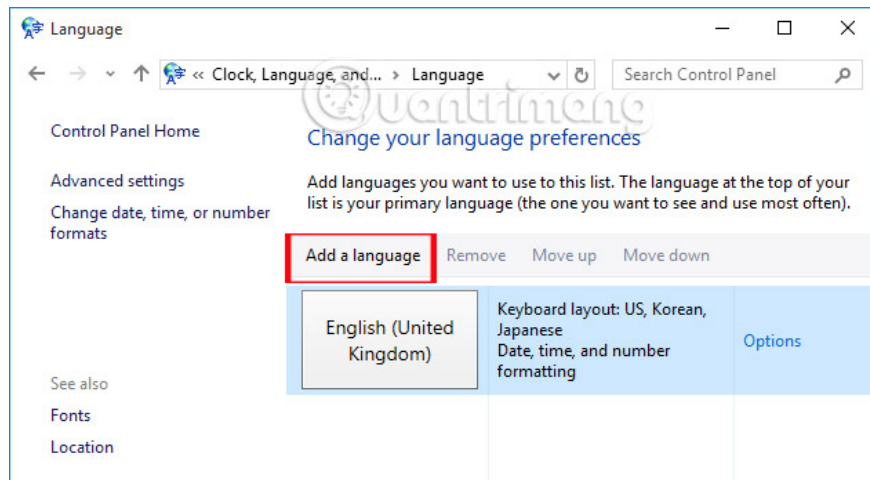 Language
« Clock, Language, and... › Language
Search Control Panel
Quantrimang
Control Panel Home
Advanced settings
Change date, time, or number
formats
See also
Fonts
Location
Change your language preferences
Add languages you want to use to this list. The language at the top of your
list is your primary language (the one you want to see and use most often).
Add a language Remove Move up Move down
English (United
Kingdom)
Keyboard layout: US, Korean,
Japanese
Date, time, and number
formatting
Options